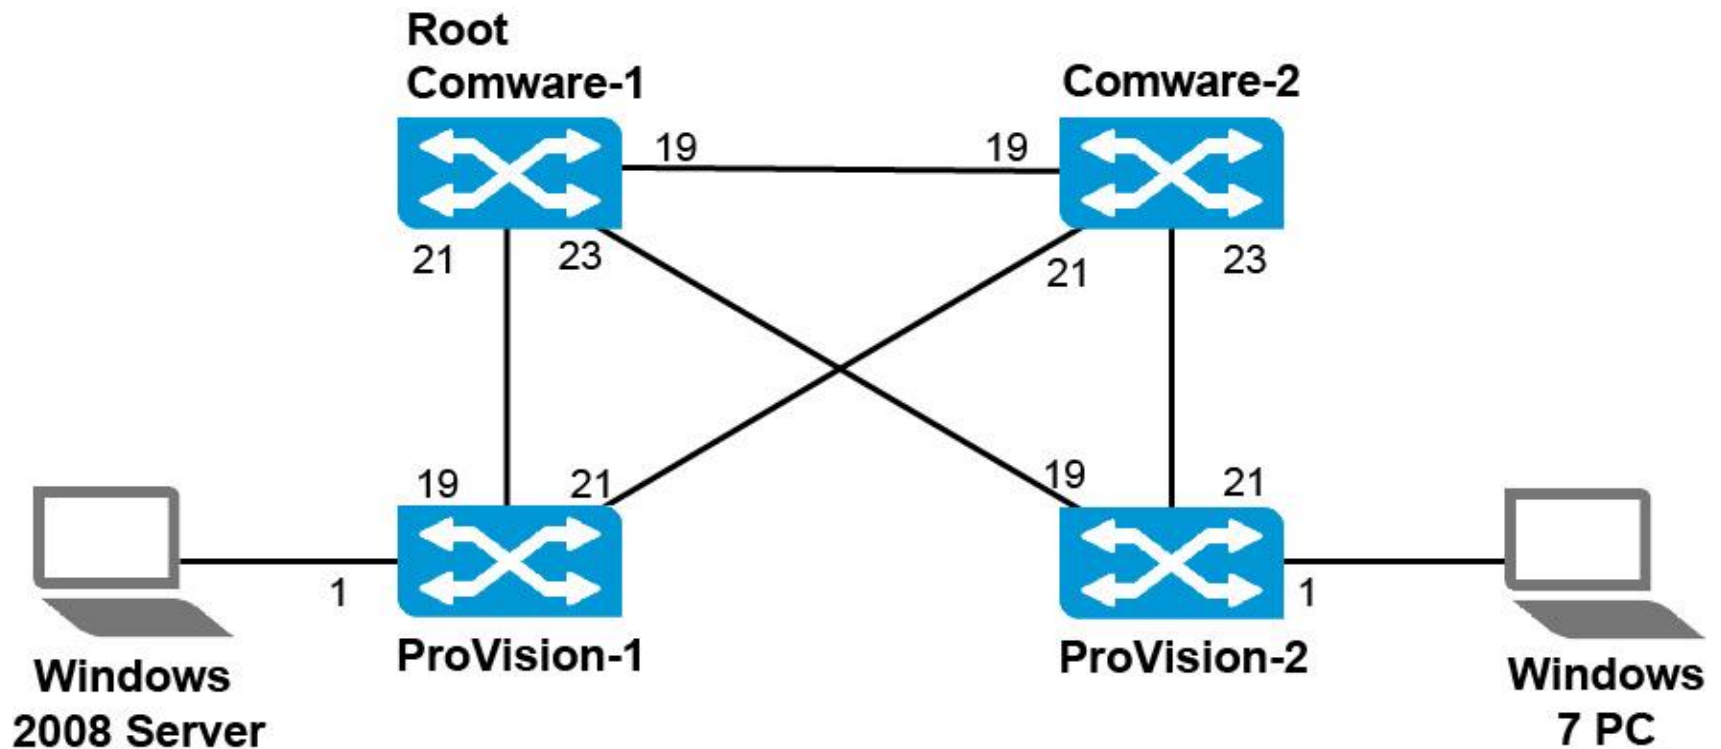 Root
Comware-1
Comware-2
19
19
21
23
21
23
19
21
19
21
1
1
ProVision-1
ProVision-2
Windows
2008 Server
Windows
7 PC